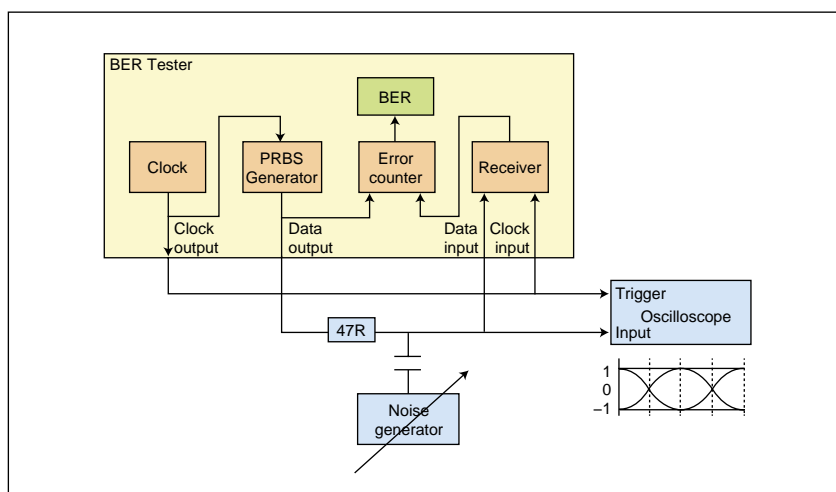 BER Tester
BER
Clock
PRBS
Generator
Error
counter
Receiver
Clock
output
Data
output
Data
input
Clock
input
Trigger
Oscilloscope
Input
47R
Noise
generator
1
0
−1